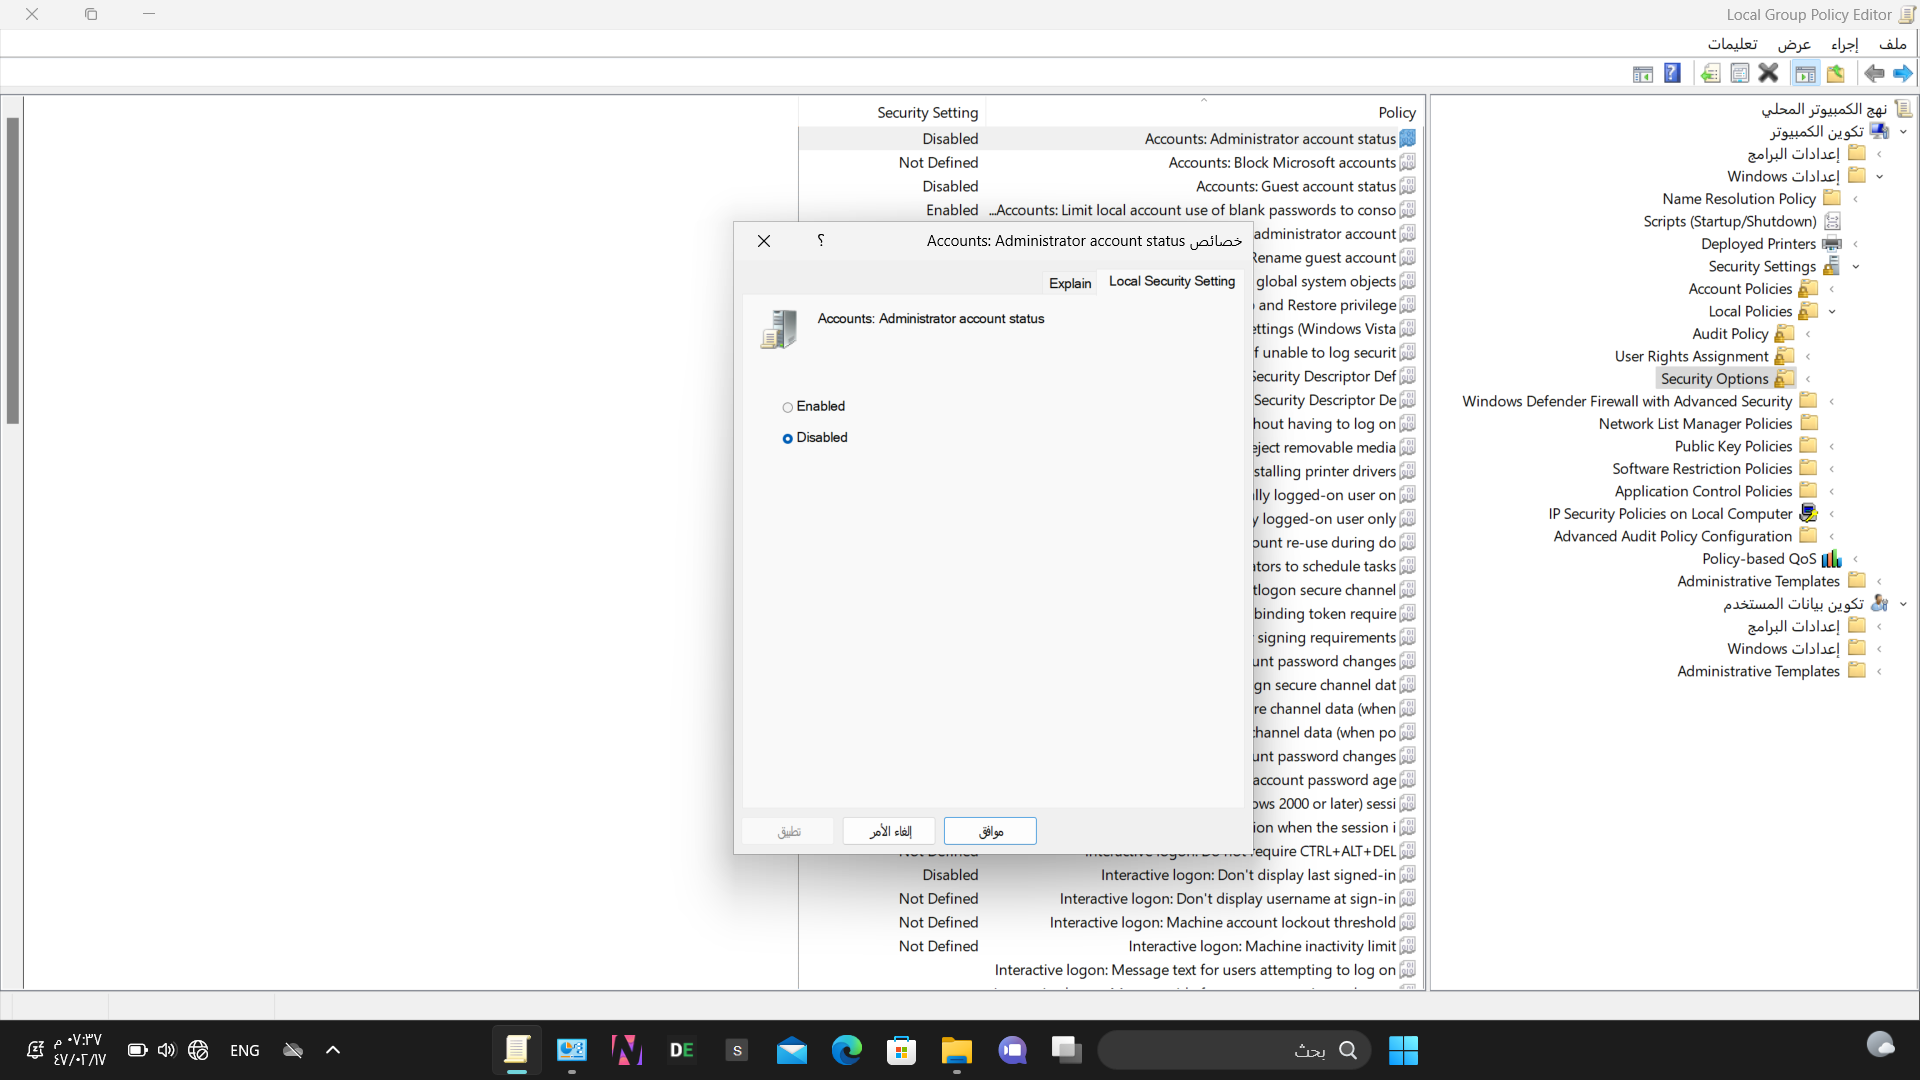 Local Group Policy Editor
ملف
إجراء
عرض
تعليمات
نهج الكمبيوتر المحلي
تكوين الكمبيوتر
إعدادات البرامج
إعدادات Windows
Name Resolution Policy
Scripts (Startup/Shutdown)
Deployed Printers
Security Settings
Account Policies
Local Policies
Audit Policy
User Rights Assignment
Security Options
Windows Defender Firewall with Advanced Security
Network List Manager Policies
Public Key Policies
Software Restriction Policies
Application Control Policies
IP Security Policies on Local Computer
Advanced Audit Policy Configuration
Policy-based QoS
Administrative Templates
تكوين بيانات المستخدم
إعدادات البرامج
إعدادات Windows
Administrative Templates
Policy
Security Setting
Accounts: Administrator account status
Disabled
Accounts: Block Microsoft accounts
Not Defined
Accounts: Guest account status
Disabled
...Accounts: Limit local account use of blank passwords to conso
Enabled
administrator account
Rename guest account
global system objects
and Restore privilege
ettings (Windows Vista
f unable to log securit
Security Descriptor Def
Security Descriptor De
hout having to log on
eject removable media
stalling printer drivers
lly logged-on user on
y logged-on user only
ount re-use during do
ators to schedule tasks
tlogon secure channel
binding token require
signing requirements
unt password changes
gn secure channel dat
re channel data (when
channel data (when po
unt password changes
account password age
ows 2000 or later) sessi
ion when the session i
Interactive logon: Do not require CTRL+ALT+DEL
Not Defined
Interactive logon: Don't display last signed-in
Disabled
Interactive logon: Don't display username at sign-in
Not Defined
Interactive logon: Machine account lockout threshold
Not Defined
Interactive logon: Machine inactivity limit
Not Defined
Interactive logon: Message text for users attempting to log on
خصائص Accounts: Administrator account status
؟
Local Security Setting
Explain
Accounts: Administrator account status
Enabled
Disabled
موافق
إلغاء الأمر
تطبيق
بحث
S
DE
N
ENG
٠٧:٣٧ م
٤٧/٠٢/١٧